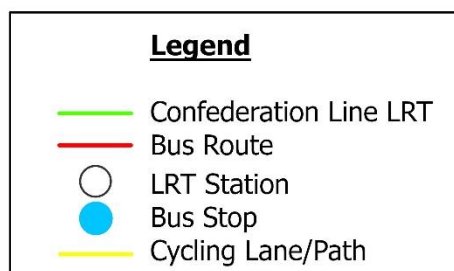 Legend
Confederation Line LRT
Bus Route
LRT Station
Bus Stop
Cycling Lane/Path